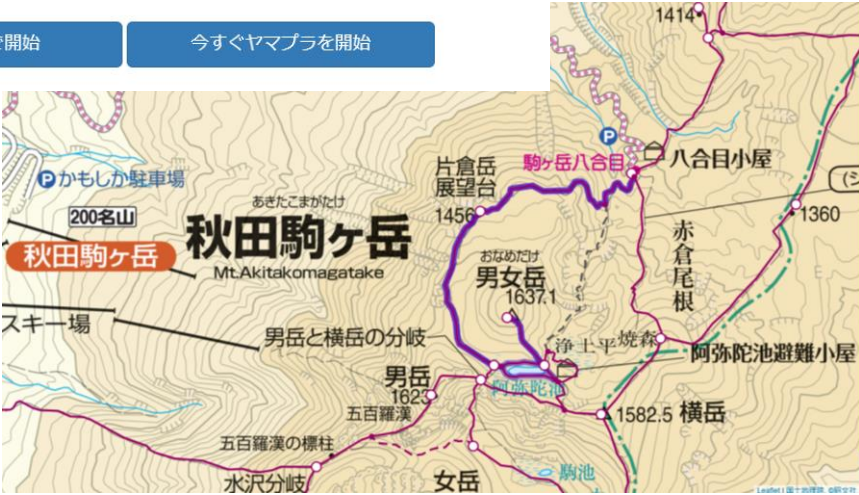 で開始
今すぐヤマプラを開始
1414
P
駒ヶ岳八合目
八合目小屋
片倉岳
展望台
1456
Pかもしか駐車場
200名山
秋田駒ヶ岳
あきたこまがたけ
秋田駒ヶ岳
Mt.Akitakomagatake
おなめだけ
男女岳
1637.1
赤倉尾根
1360
スキー場
男岳と横岳の分岐
浄土平
焼森
阿弥陀池避難小屋
男岳
1623
阿弥陀池
五百羅漢
1582.5 横岳
五百羅漢の標柱
水沢分岐
女岳
駒池